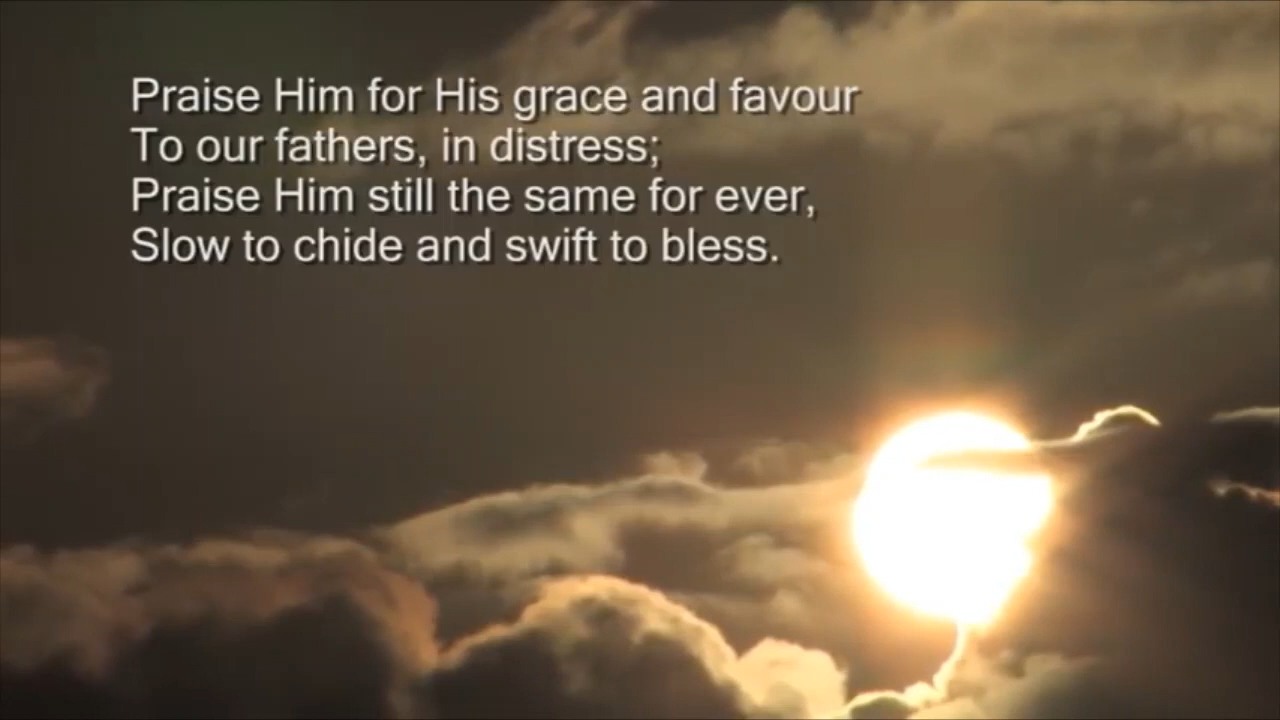 Praise Him for His grace and favour
To our fathers, in distress;
Praise Him still the same for ever,
Slow to chide and swift to bless.